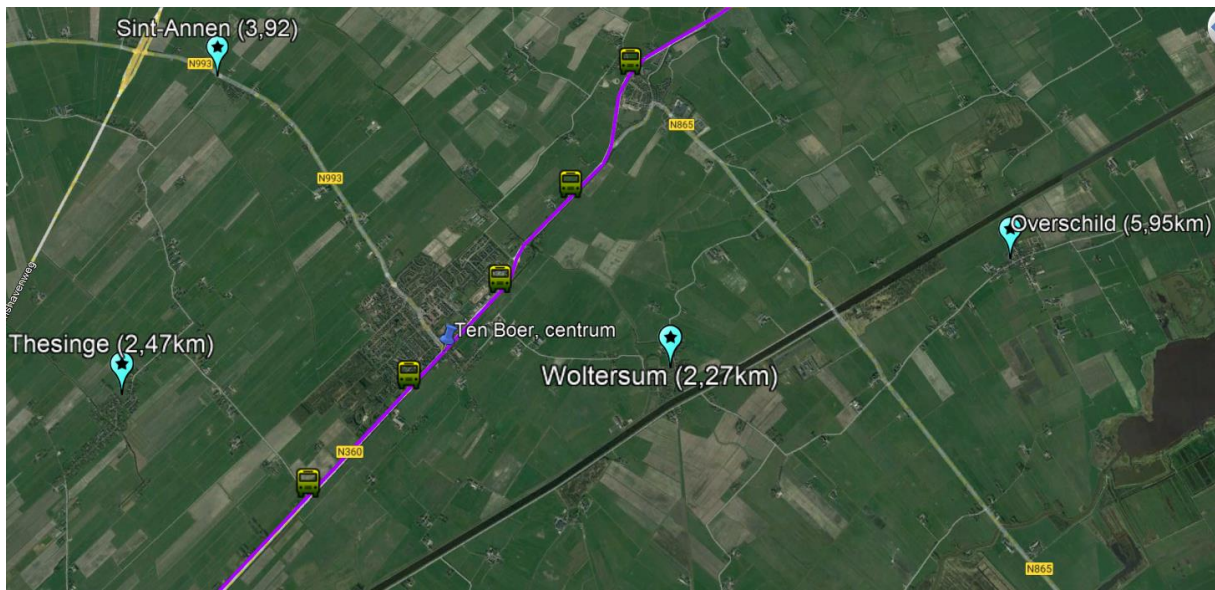 Sint-Annen (3,92)
N993
N865
N993
Overschild (5,95km)
nshavenweg
Ten Boer, centrum
Thesinge (2,47km)
Woltersum (2,27km)
N360
N865